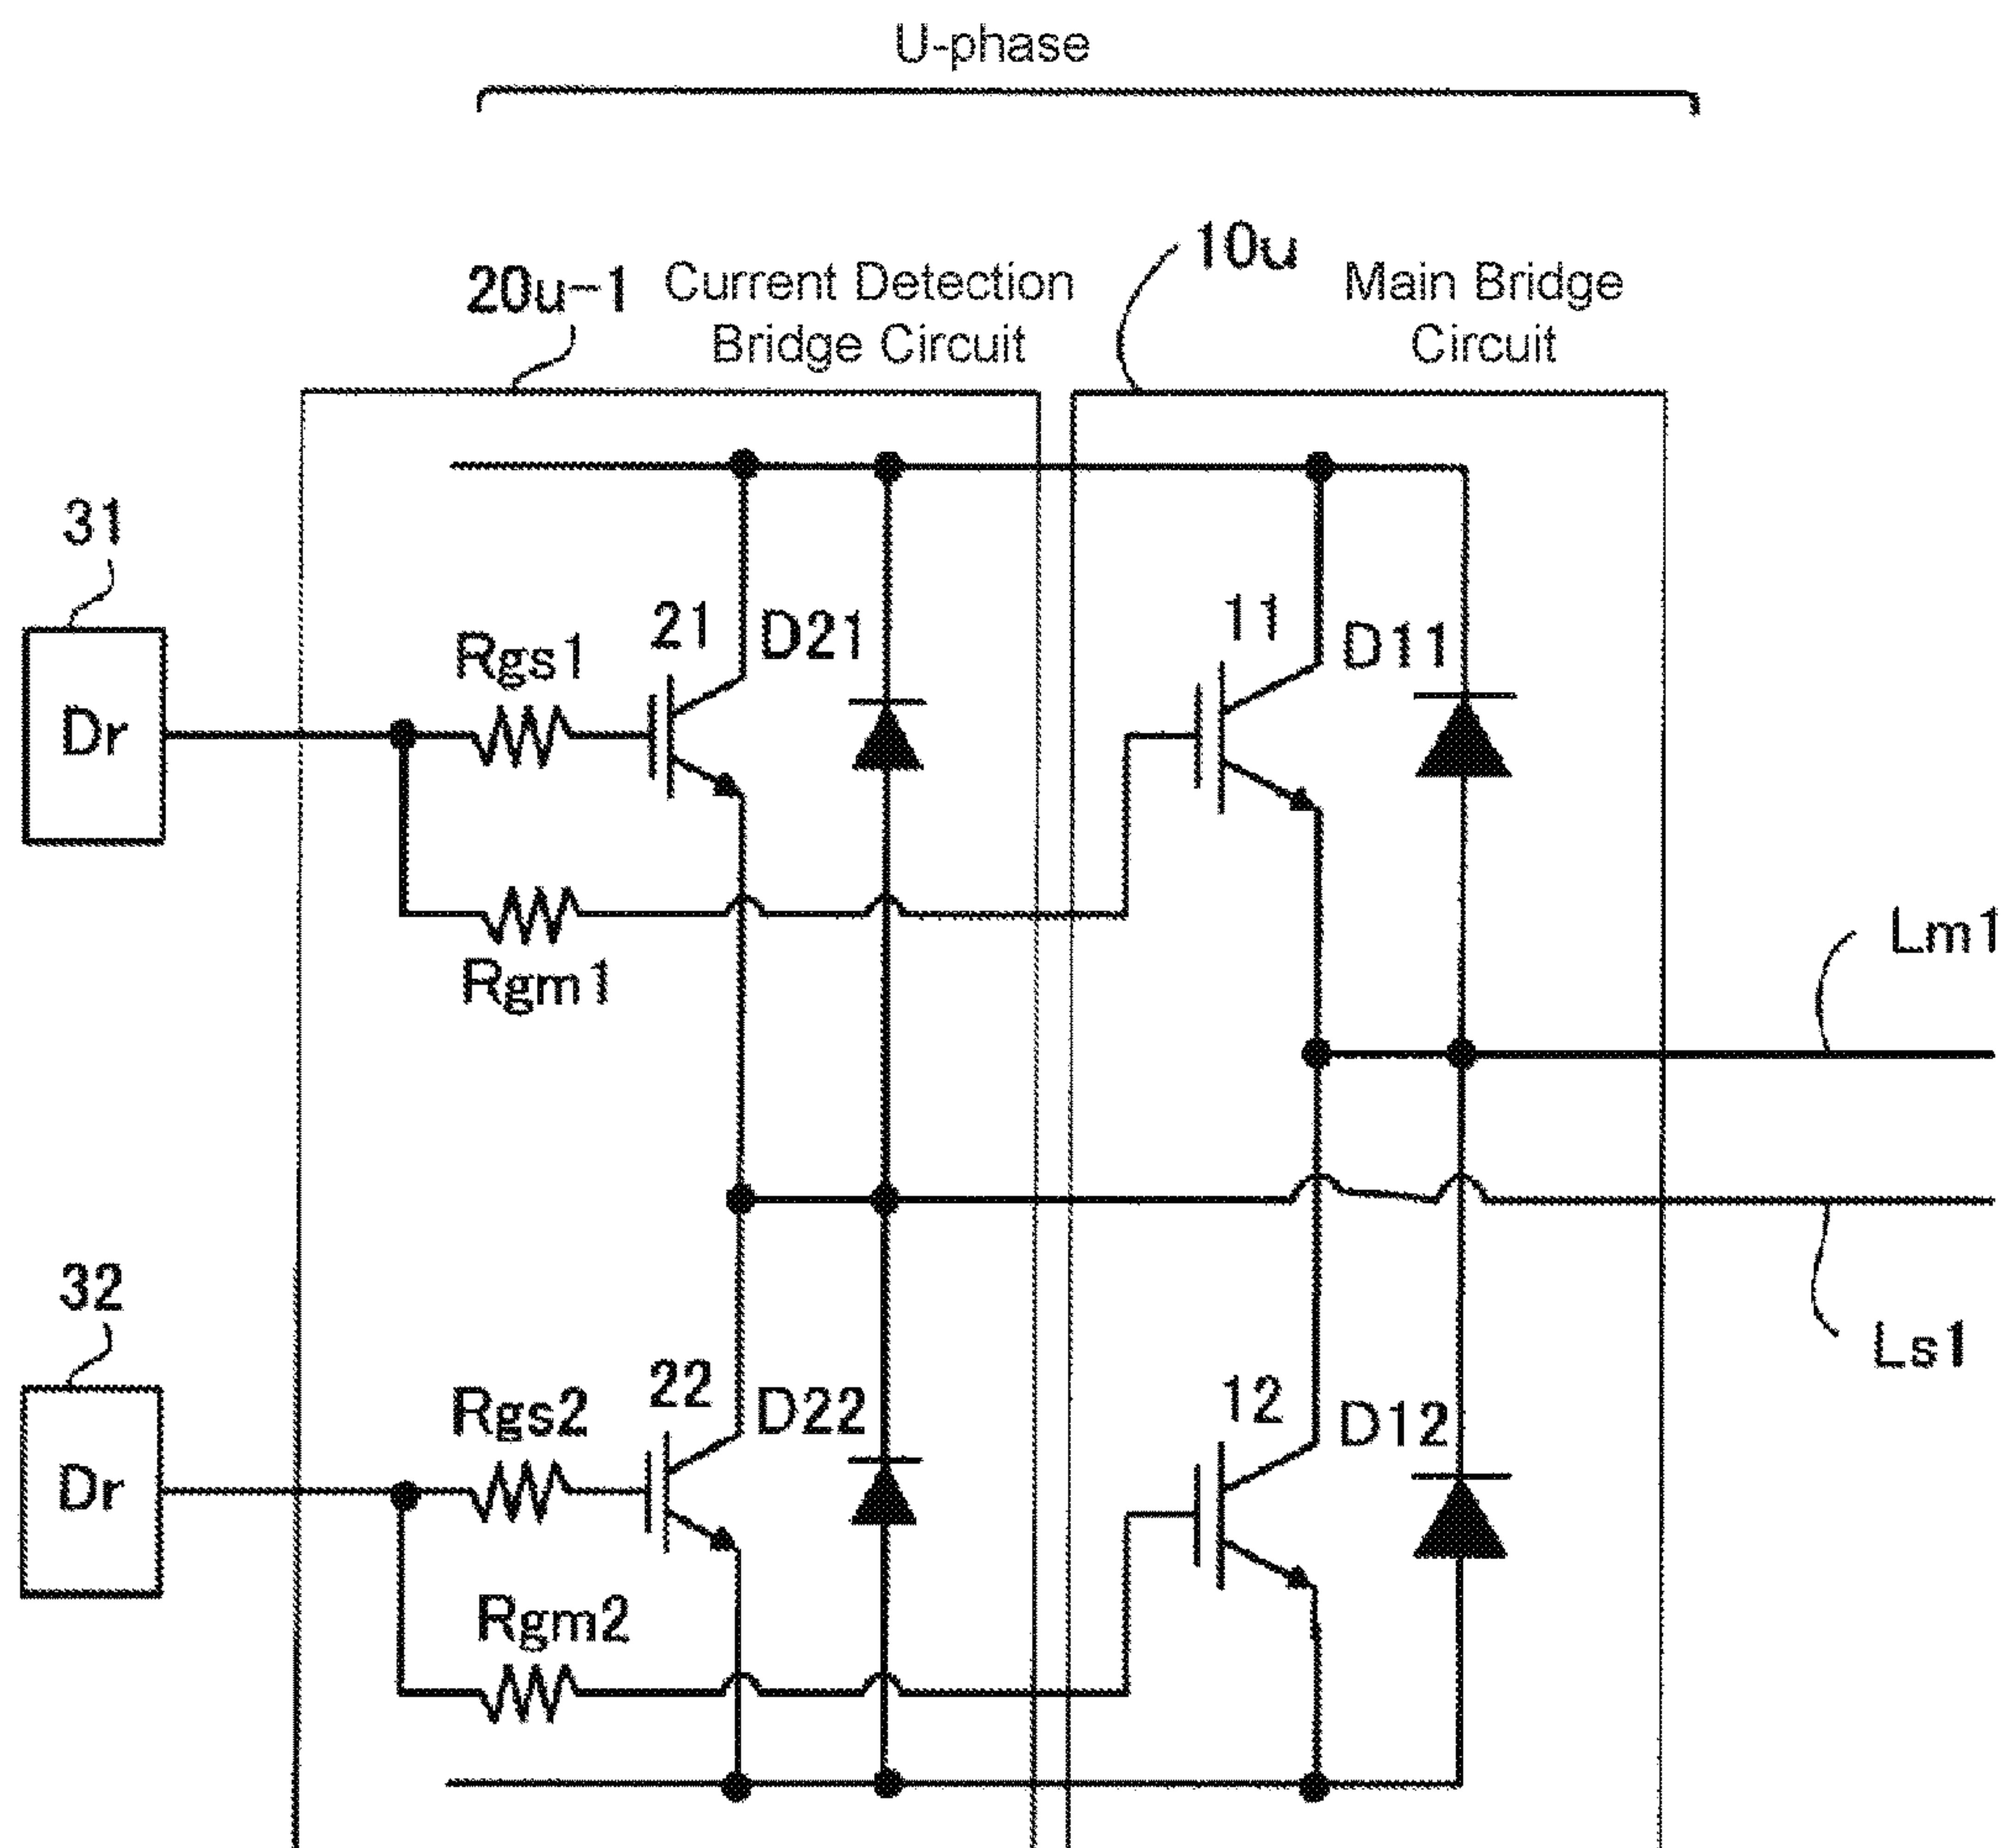 U-phase
10u
20u-1
Current Detection
Bridge Circuit
Main Bridge
Circuit
31
Dr
Rgs1
21
D21
11
D11
Rgm1
Lm1
32
Dr
Rgs2
22
D22
12
D12
Ls1
Rgm2